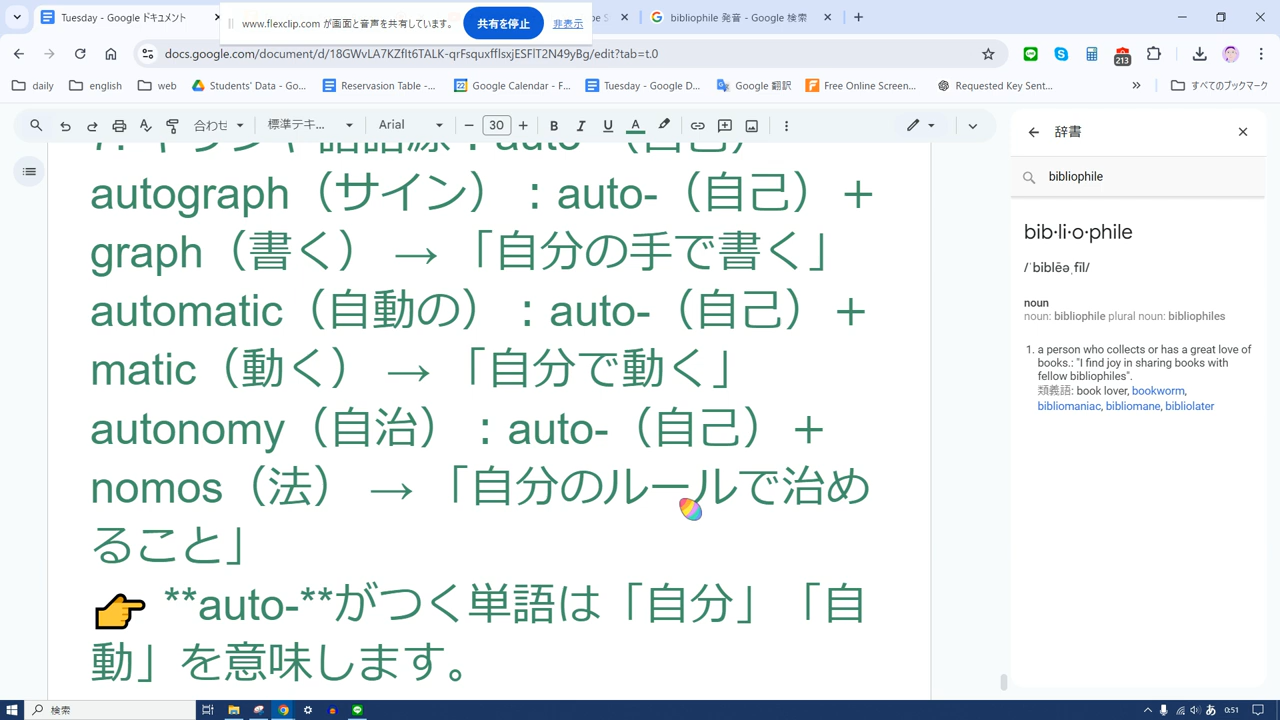 Tuesday - Google ドキュメント
www.flexclip.com が画面と音声を共有しています。
共有を停止
非表示
bibliophile 発音 - Google 検索
docs.google.com/document/d/18GWvLA7KZflt6TALK-qrFsquxfflsxjESFIT2N49yBg/edit?tab=t.0
213
daily
english
web
Students' Data - Go...
Reservasion Table -...
Google Calendar - F...
Tuesday - Google D...
Google 翻訳
Free Online Screen...
Requested Key Sent...
すべてのブックマーク
合わせ
標準テキ...
Arial
30
辞書
bibliophile
autograph（サイン）：auto-（自己）＋
graph（書く） → 「自分の手で書く」
automatic（自動の）：auto-（自己）＋
matic（動く） → 「自分で動く」
autonomy（自治）：auto-（自己）＋
nomos（法） → 「自分のルールで治め
ること」
👉 **auto-**がつく単語は「自分」「自
動」を意味します。
bib·li·o·phile
/ˈbiblēəˌfīl/
noun
noun: bibliophile plural noun: bibliophiles
1. a person who collects or has a great love of
books.: "I find joy in sharing books with
fellow bibliophiles".
類義語: book lover, bookworm,
bibliomaniac, bibliomane, bibliolater
検索
あ
0:51